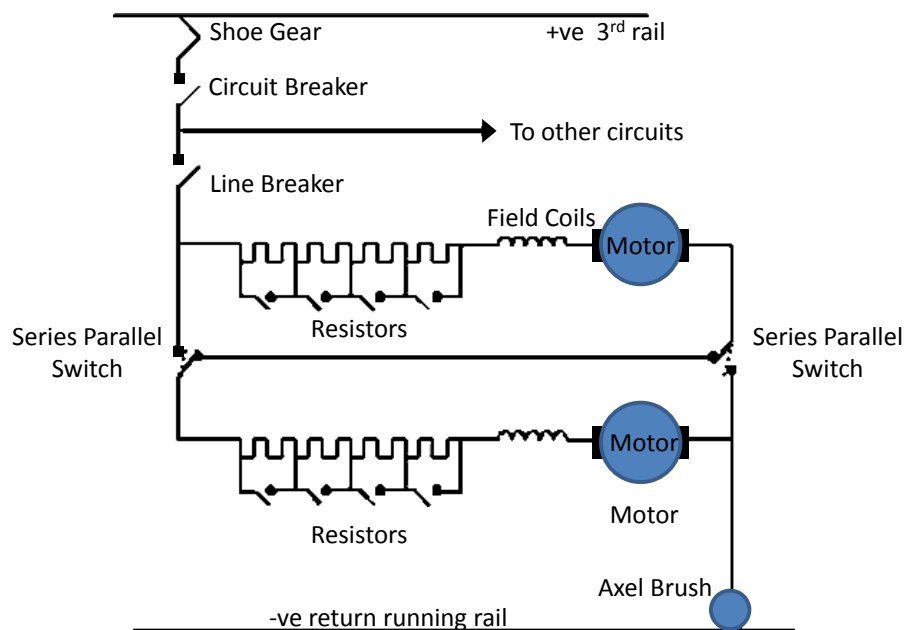 Shoe Gear
+ve 3rd rail
Circuit Breaker
To other circuits
Line Breaker
Field Coils
Motor
Resistors
Series Parallel
Switch
Series Parallel
Switch
Motor
Resistors
Motor
Axel Brush
-ve return running rail